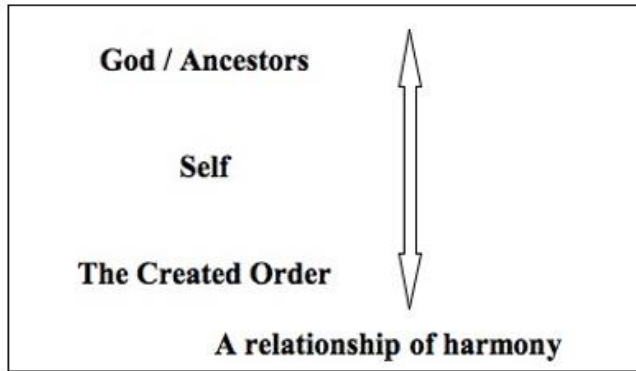 God / Ancestors
Self
The Created Order
A relationship of harmony